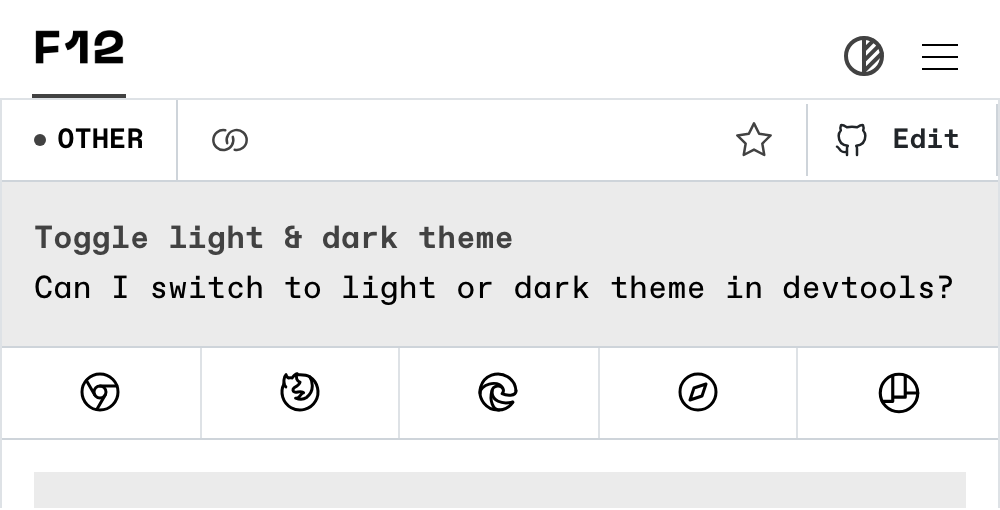 F12
OTHER
Edit
Toggle light & dark theme
Can I switch to light or dark theme in devtools?